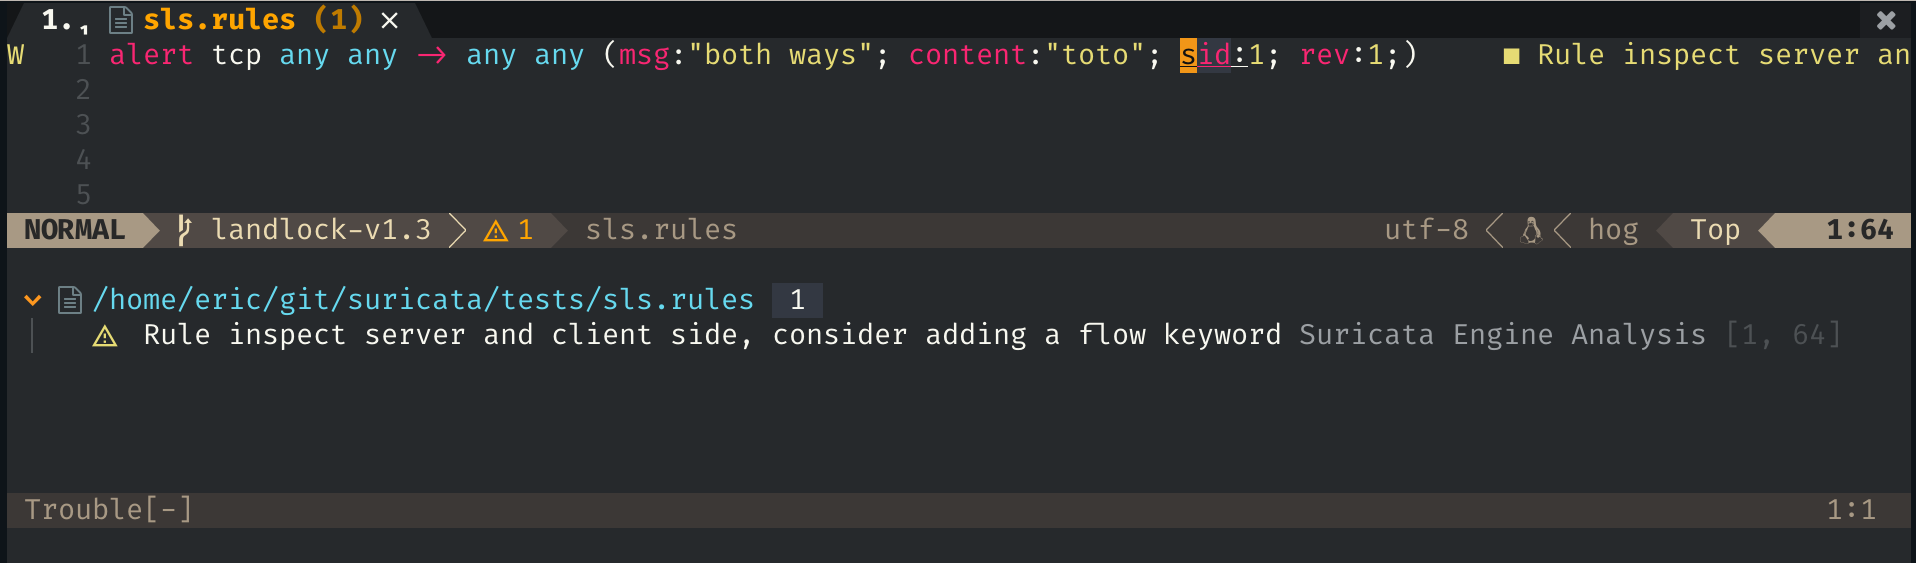 1.₁ sls.rules (1) ×
W 1 alert tcp any any -> any any (msg:"both ways"; content:"toto"; sid:1; rev:1;) ■ Rule inspect server an
2
3
4
5
NORMAL landlock-v1.3 1 sls.rules utf-8 hog Top 1:64
/home/eric/git/suricata/tests/sls.rules 1
Rule inspect server and client side, consider adding a flow keyword Suricata Engine Analysis [1, 64]
Trouble[-] 1:1